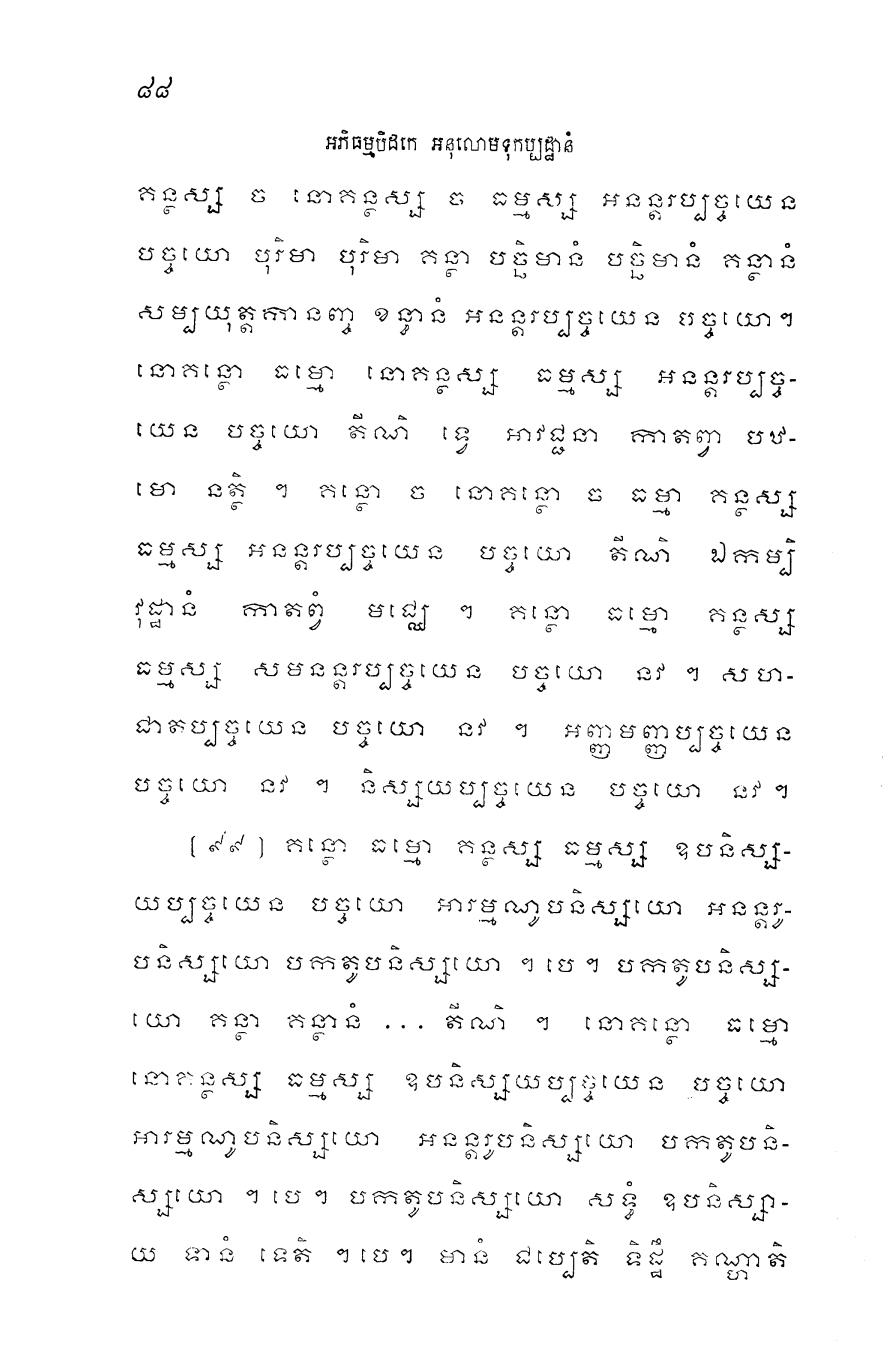 ៨៨
អភិធម្មបិដកេ អនុលោមទុកប្បដ្ឋានំ
គន្ថស្ស ច នោគន្ថស្ស ច ធម្មស្ស អនន្តរប្បច្ចយេន
បច្ចយោ បុរិមា បុរិមា គន្ថា បច្ឆិមានំ បច្ឆិមានំ គន្ថានំ
សម្បយុត្តកានញ្ច ខន្ធានំ អនន្តរប្បច្ចយេន បច្ចយោ។
នោគន្ថោ ធម្មោ នោគន្ថស្ស ធម្មស្ស អនន្តរប្បច្ច-
យេន បច្ចយោ តីណិ ទ្វេ អាវជ្ជនា កាតព្វា បឋ-
មោ នត្ថិ ។ គន្ថោ ច នោគន្ថោ ច ធម្មា គន្ថស្ស
ធម្មស្ស អនន្តរប្បច្ចយេន បច្ចយោ តីណិ ឯកម្បិ
វុដ្ឋានំ កាតព្វំ មជ្ឈេ ។ គន្ថោ ធម្មោ គន្ថស្ស
ធម្មស្ស សមនន្តរប្បច្ចយេន បច្ចយោ នវ ។ សហ-
ជាតប្បច្ចយេន បច្ចយោ នវ ។ អញ្ញមញ្ញប្បច្ចយេន
បច្ចយោ នវ ។ និស្សយប្បច្ចយេន បច្ចយោ នវ ។
[៩៩] គន្ថោ ធម្មោ គន្ថស្ស ធម្មស្ស ឧបនិស្ស-
យប្បច្ចយេន បច្ចយោ អារម្មណូបនិស្សយោ អនន្តរូ-
បនិស្សយោ បកតូបនិស្សយោ ។ បេ ។ បកតូបនិស្ស-
យោ គន្ថា គន្ថានំ ... តីណិ ។ នោគន្ថោ ធម្មោ
នោគន្ថស្ស ធម្មស្ស ឧបនិស្សយប្បច្ចយេន បច្ចយោ
អារម្មណូបនិស្សយោ អនន្តរូបនិស្សយោ បកតូបនិ-
ស្សយោ ។ បេ ។ បកតូបនិស្សយោ សទ្ធំ ឧបនិស្សា-
យ ទានំ ទេតិ ។ បេ ។ មានំ ជប្បេតិ ទិដ្ឋឹ គណ្ហាតិ